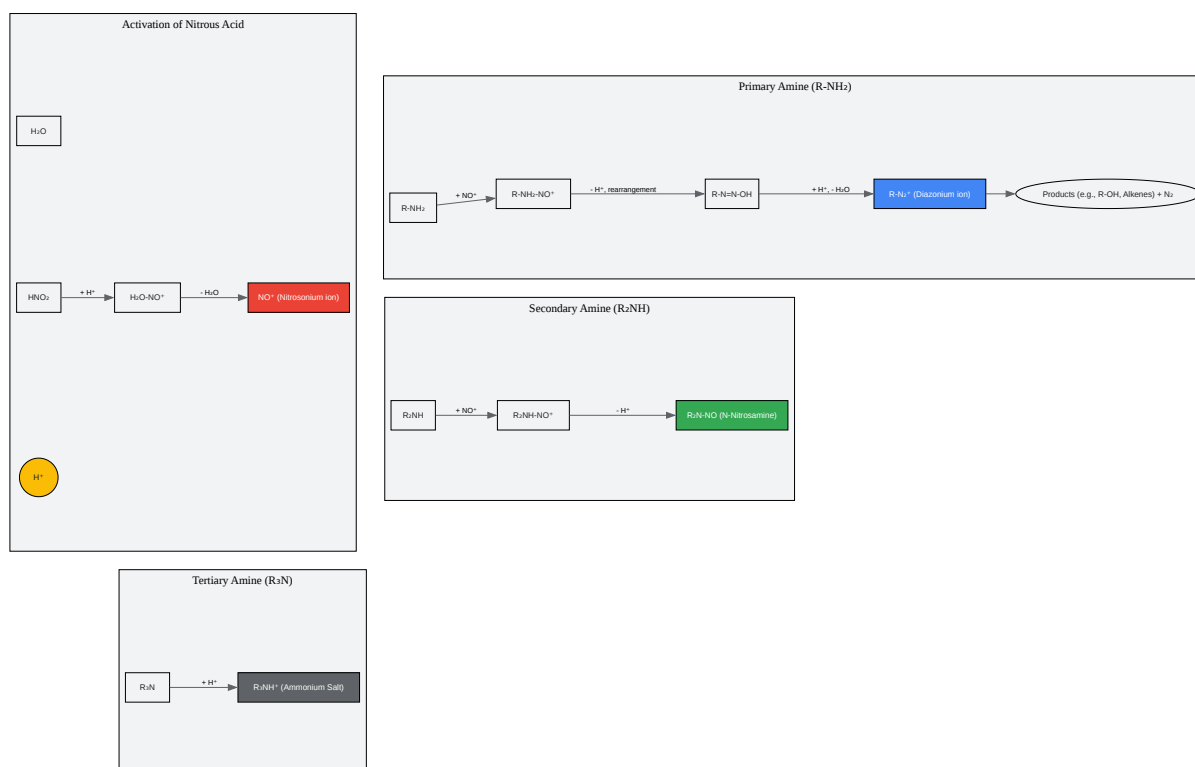 Activation of Nitrous Acid
H₂O
HNO₂
+ H⁺
H₂O-NO⁺
- H₂O
NO⁺ (Nitrosonium ion)
H⁺
Primary Amine (R-NH₂)
R-NH₂
+ NO⁺
R-NH₂-NO⁺
- H⁺, rearrangement
R-N=N-OH
+ H⁺, - H₂O
R-N₂⁺ (Diazonium ion)
Products (e.g., R-OH, Alkenes) + N₂
Secondary Amine (R₂NH)
R₂NH
+ NO⁺
R₂NH-NO⁺
- H⁺
R₂N-NO (N-Nitrosamine)
Tertiary Amine (R₃N)
R₃N
+ H⁺
R₃NH⁺ (Ammonium Salt)